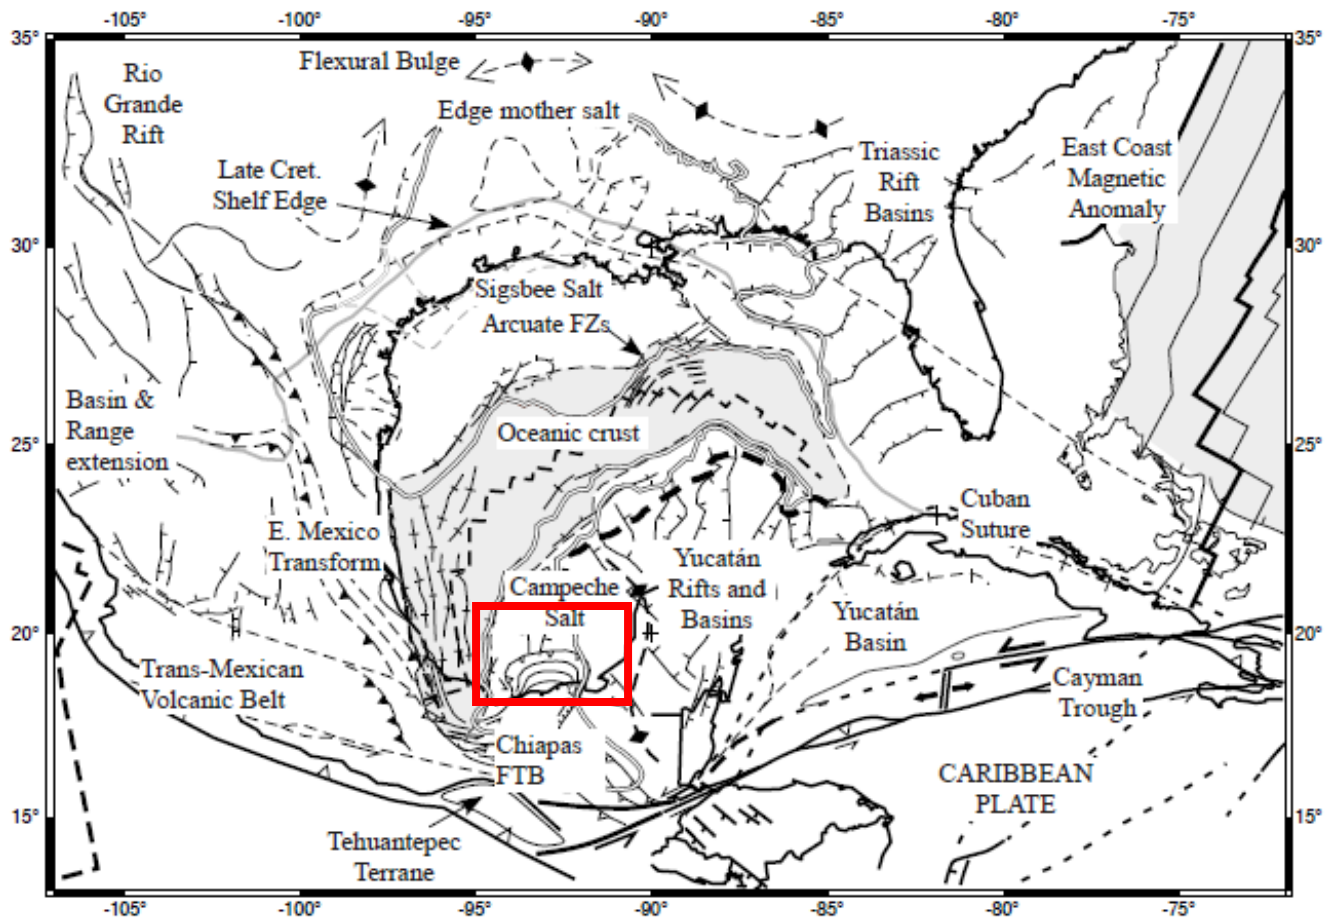 -105°
-100°
-95°
-90°
-85°
-80°
-75°
35°
35°
Flexural Bulge
Rio
Grande
Rift
Edge mother salt
Late Cret.
Shelf Edge
Triassic
Rift
Basins
East Coast
Magnetic
Anomaly
30°
30°
Sigsbee Salt
Arcuate FZs
Basin &
Range
extension
Oceanic crust
25°
25°
Cuban
Suture
E. Mexico
Transform
Yucatán
Rifts and
Basins
Campeche
Salt
Yucatán
Basin
20°
20°
Trans-Mexican
Volcanic Belt
Cayman
Trough
Chiapas
FTB
CARIBBEAN
PLATE
15°
15°
Tehuantepec
Terrane
-105°
-100°
-95°
-90°
-85°
-80°
-75°